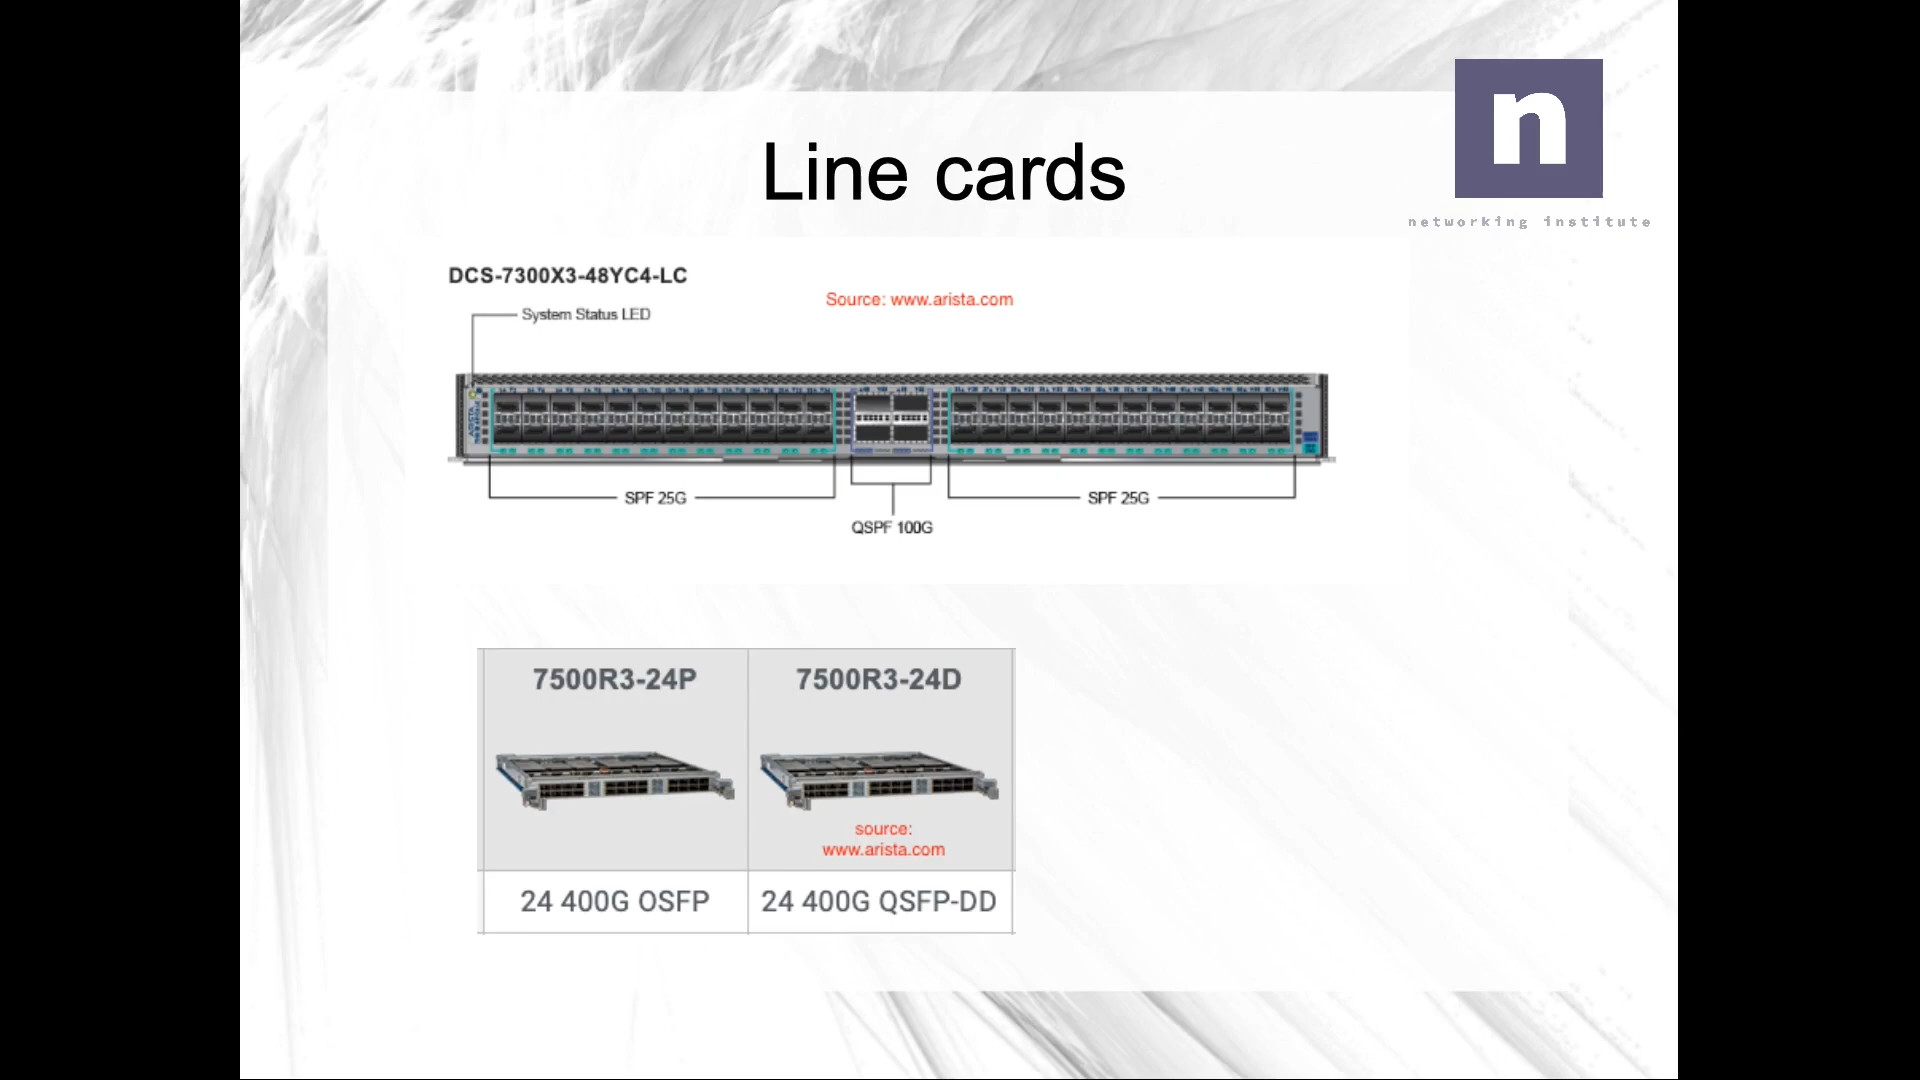 n
networking institute
Line cards
DCS-7300X3-48YC4-LC
Source: www.arista.com
System Status LED
SPF 25G
SPF 25G
QSPF 100G
7500R3-24P
7500R3-24D
source:
www.arista.com
24 400G OSFP
24 400G QSFP-DD